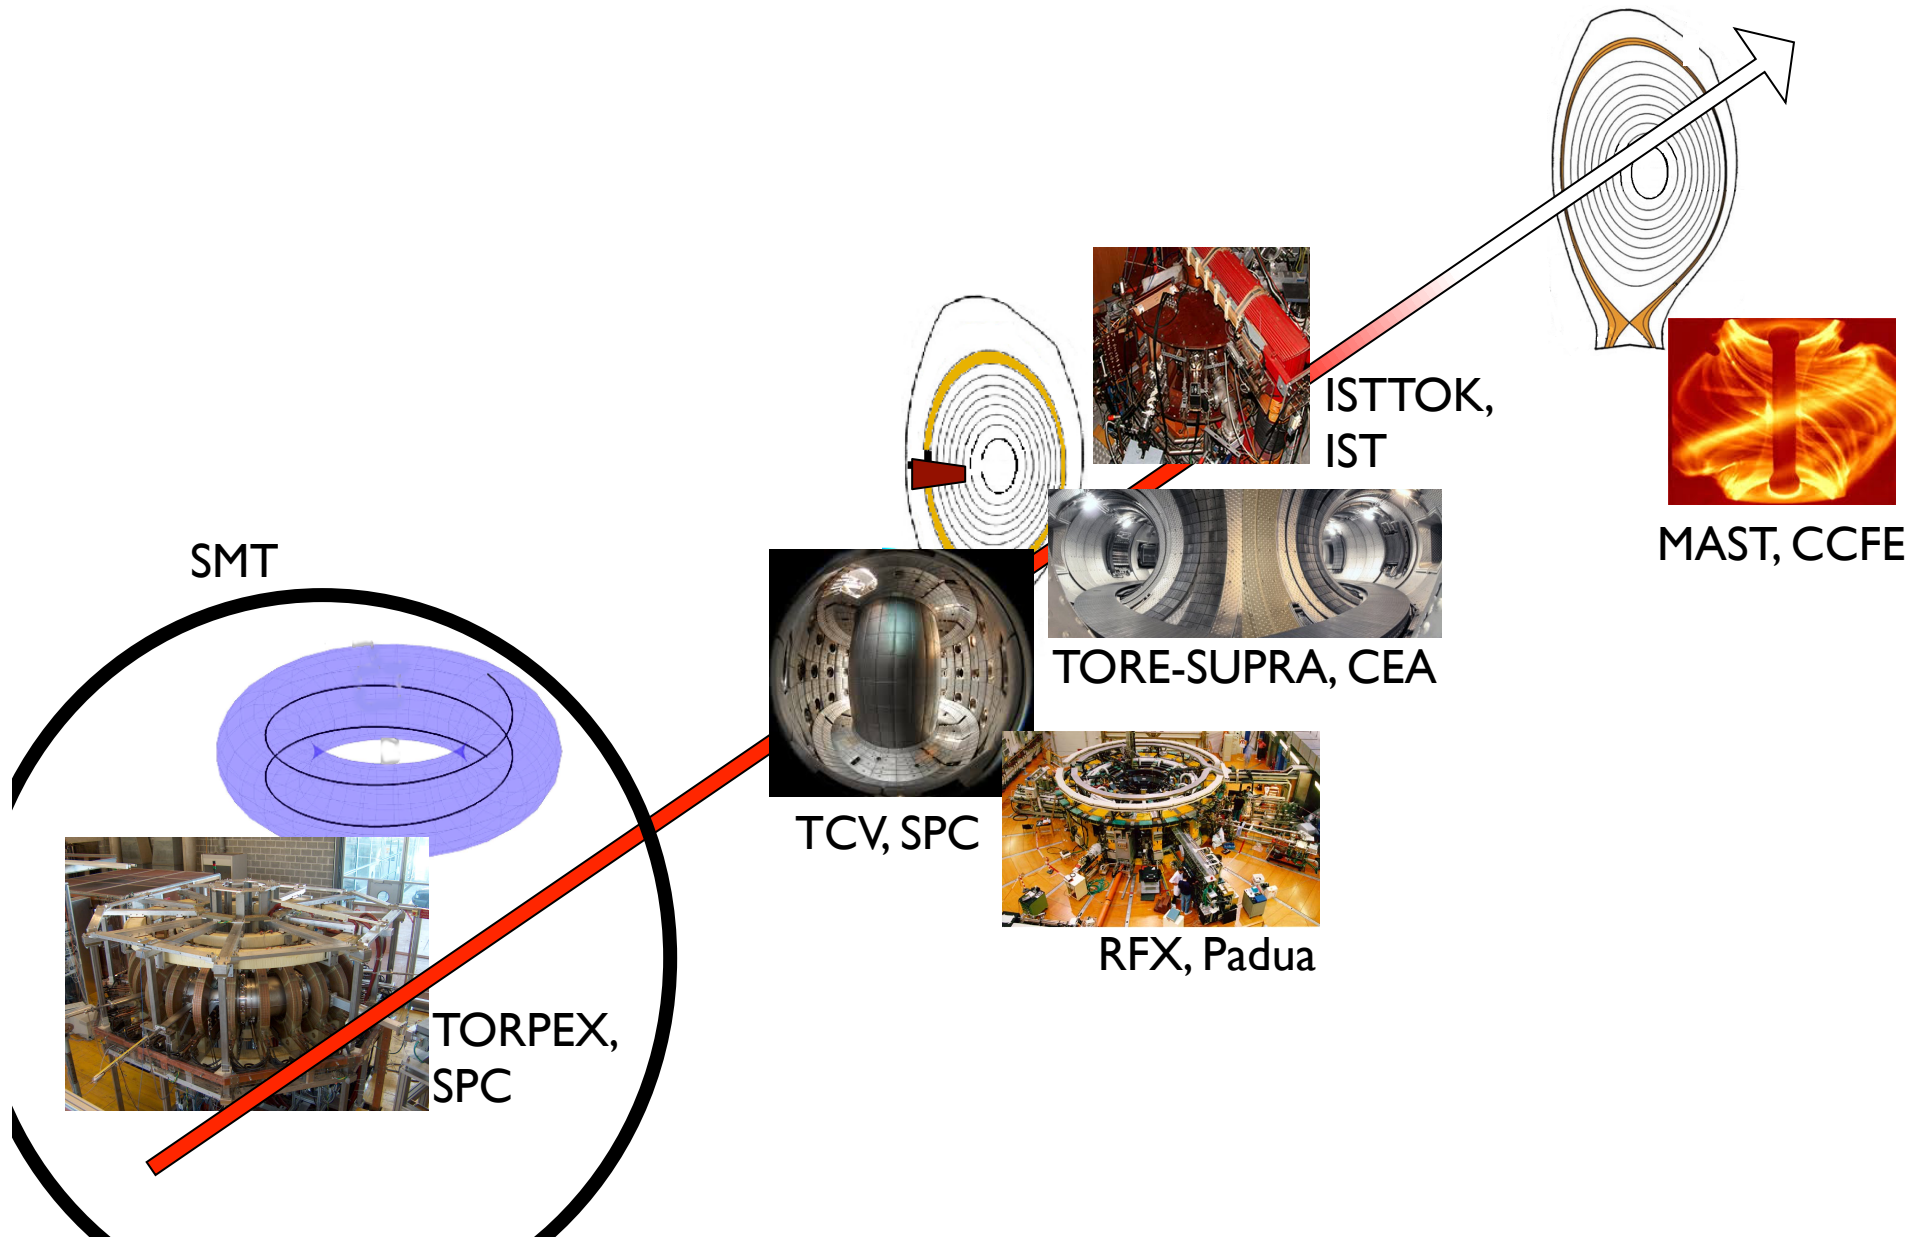 SMT
TORPEX,
SPC
TCV, SPC
ISTTOK,
IST
TORE-SUPRA, CEA
RFX, Padua
MAST, CCFE